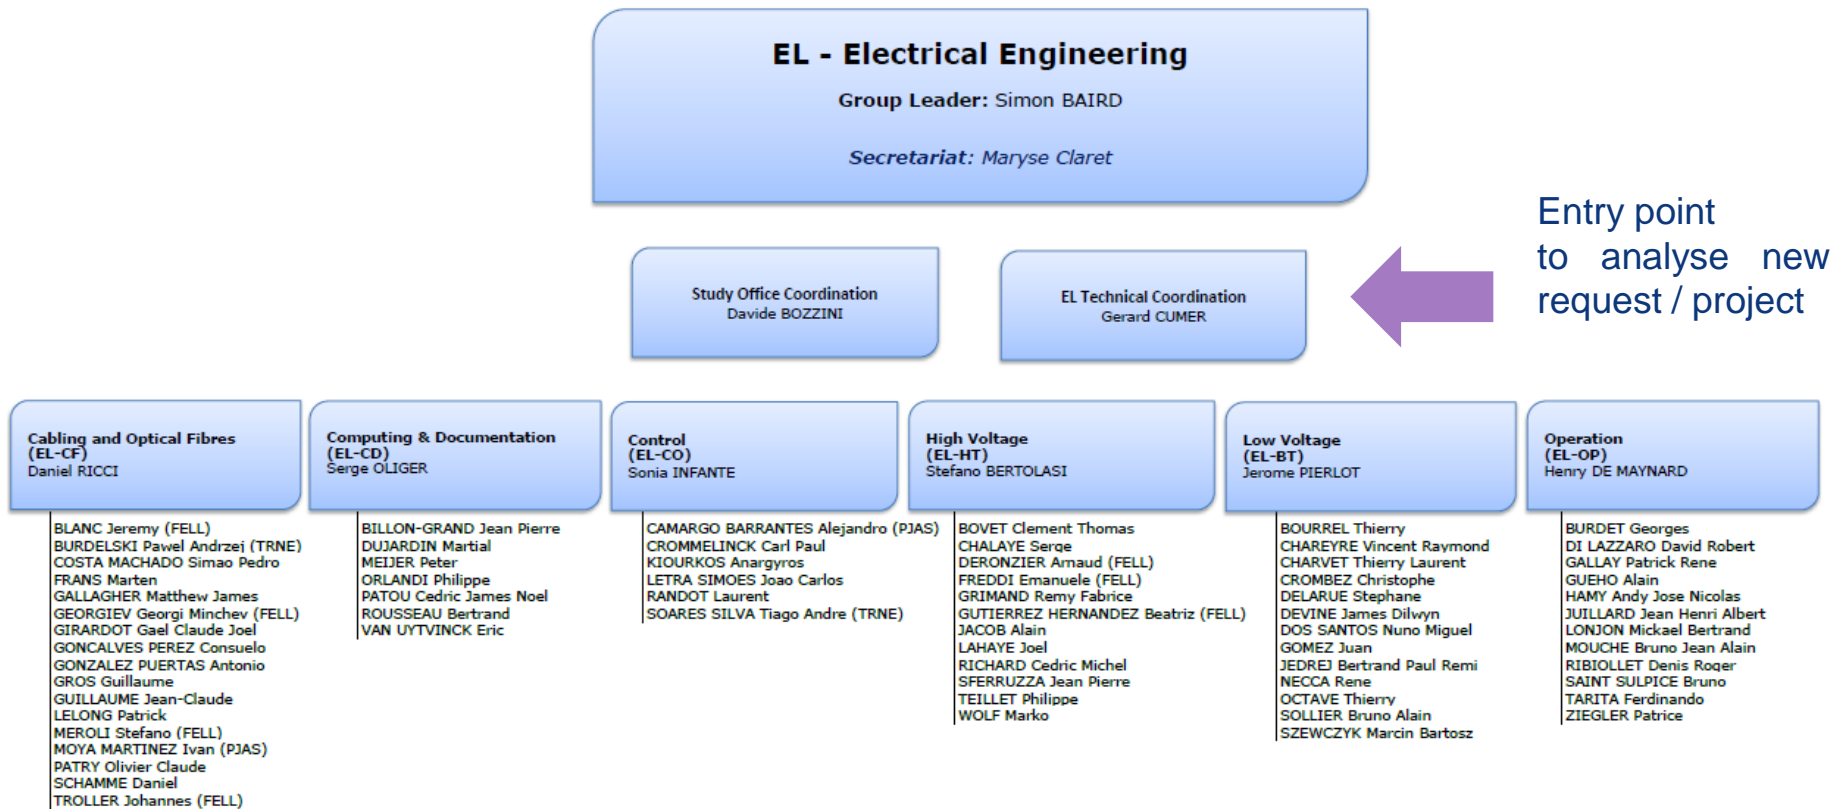 EL - Electrical Engineering
Group Leader: Simon BAIRD
Secretariat: Maryse Claret
Entry point
to analyse new
request / project
Study Office Coordination
Davide BOZZINI
EL Technical Coordination
Gerard CUMER
Cabling and Optical Fibres
(EL-CF)
Daniel RICCI
BLANC Jeremy (FELL)
BURDELSKI Pawel Andrzej (TRNE)
COSTA MACHADO Simao Pedro
FRANS Marten
GALLAGHER Matthew James
GEORGIEV Georgi Minchev (FELL)
GIRARDOT Gael Claude Joel
GONCALVES PEREZ Consuelo
GONZALEZ PUERTAS Antonio
GROS Guillaume
GUILLAUME Jean-Claude
LELONG Patrick
MEROLI Stefano (FELL)
MOYA MARTINEZ Ivan (PJAS)
PATRY Olivier Claude
SCHAMME Daniel
TROLLER Johannes (FELL)
Computing & Documentation
(EL-CD)
Serge OLIGER
BILLON-GRAND Jean Pierre
DUJARDIN Martial
MEIJER Peter
ORLANDI Philippe
PATOU Cedric James Noel
ROUSSEAU Bertrand
VAN UYTVINCK Eric
Control
(EL-CO)
Sonia INFANTE
CAMARGO BARRANTES Alejandro (PJAS)
CROMMELINCK Carl Paul
KIOURKOS Anargyros
LETRA SIMOES Joao Carlos
RANDOT Laurent
SOARES SILVA Tiago Andre (TRNE)
High Voltage
(EL-HT)
Stefano BERTOLASI
BOVET Clement Thomas
CHALAYE Serge
DERONZIER Arnaud (FELL)
FREDDI Emanuele (FELL)
GRIMAND Remy Fabrice
GUTIERREZ HERNANDEZ Beatriz (FELL)
JACOB Alain
LAHAYE Joel
RICHARD Cedric Michel
SFERRUZZA Jean Pierre
TEILLET Philippe
WOLF Marko
Low Voltage
(EL-BT)
Jerome PIERLOT
BOURREL Thierry
CHAREYRE Vincent Raymond
CHARVET Thierry Laurent
CROMBEZ Christophe
DELARUE Stephane
DEVINE James Dilwyn
DOS SANTOS Nuno Miguel
GOMEZ Juan
JEDREJ Bertrand Paul Remi
NECCA Rene
OCTAVE Thierry
SOLLIER Bruno Alain
SZEWCZYK Marcin Bartosz
Operation
(EL-OP)
Henry DE MAYNARD
BURDET Georges
DI LAZZARO David Robert
GALLAY Patrick Rene
GUEHO Alain
HAMY Andy Jose Nicolas
JUILLARD Jean Henri Albert
LONJON Mickael Bertrand
MOUCHE Bruno Jean Alain
RIBIOLLET Denis Roger
SAINT SULPICE Bruno
TARITA Ferdinando
ZIEGLER Patrice